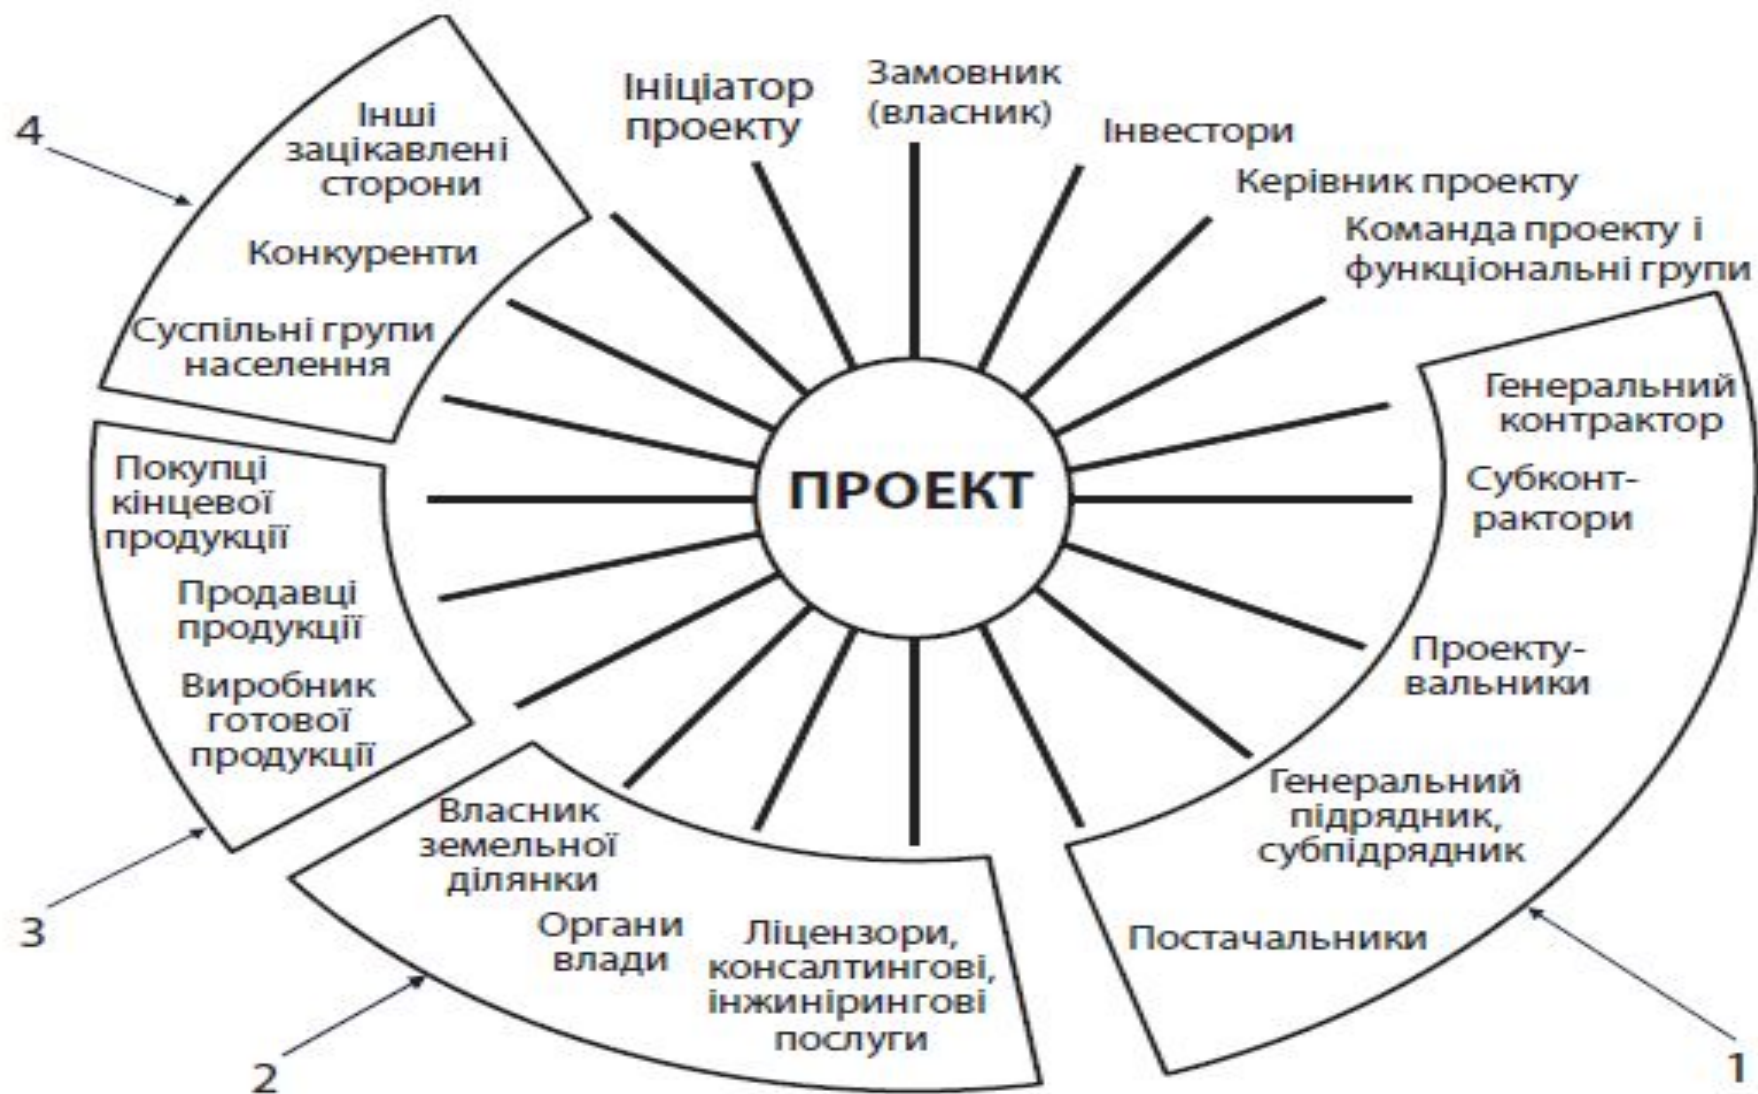 Ініціатор
проекту
Замовник
(власник)
Інвестори
Керівник проекту
Команда проекту і
функціональні групи
4
Інші
зацікавлені
сторони
Конкуренти
Суспільні групи
населення
ПРОЕКТ
Генеральний
контрактор
Субконт-
рактори
Проекту-
вальники
Генеральний
підрядник,
субпідрядник
Постачальники
1
Покупці
кінцевої
продукції
Продавці
продукції
Виробник
готової
продукції
3
Власник
земельної
ділянки
Органи
влади
Ліцензори,
консалтингові,
інжинірингові
послуги
2